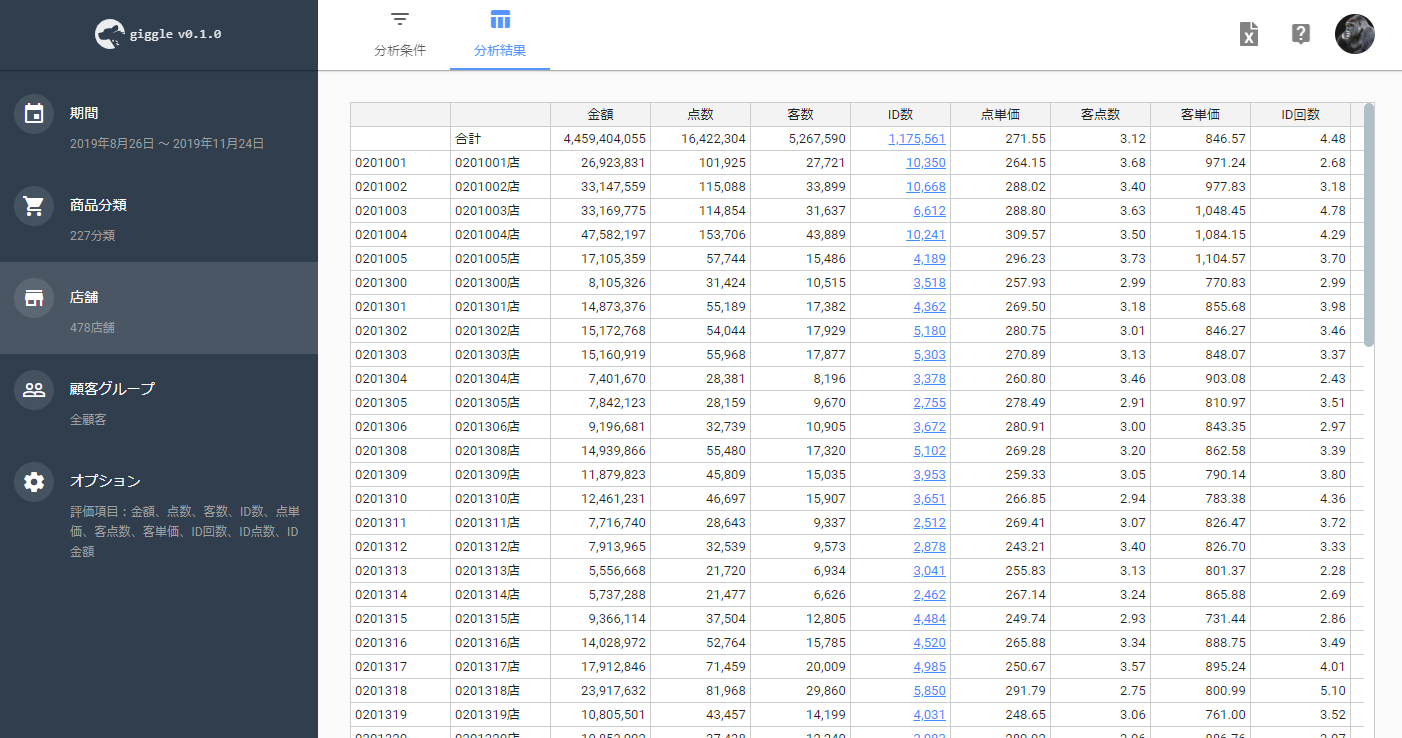 giggle v0.1.0
分析条件
分析結果
期間
2019年8月26日 ～ 2019年11月24日
商品分類
227分類
店舗
478店舗
顧客グループ
全顧客
オプション
評価項目：金額、点数、客数、ID数、点単
価、客点数、客単価、ID回数、ID点数、ID
金額
金額 点数 客数 ID数 点単価 客点数 客単価 ID回数
合計 4,459,404,055 16,422,304 5,267,590 1,175,561 271.55 3.12 846.57 4.48
0201001 0201001店 26,923,831 101,925 27,721 10,350 264.15 3.68 971.24 2.68
0201002 0201002店 33,147,559 115,088 33,899 10,668 288.02 3.40 977.83 3.18
0201003 0201003店 33,169,775 114,854 31,637 6,612 288.80 3.63 1,048.45 4.78
0201004 0201004店 47,582,197 153,706 43,889 10,241 309.57 3.50 1,084.15 4.29
0201005 0201005店 17,105,359 57,744 15,486 4,189 296.23 3.73 1,104.57 3.70
0201300 0201300店 8,105,326 31,424 10,515 3,518 257.93 2.99 770.83 2.99
0201301 0201301店 14,873,376 55,189 17,382 4,362 269.50 3.18 855.68 3.98
0201302 0201302店 15,172,768 54,044 17,929 5,180 280.75 3.01 846.27 3.46
0201303 0201303店 15,160,919 55,968 17,877 5,303 270.89 3.13 848.07 3.37
0201304 0201304店 7,401,670 28,381 8,196 3,378 260.80 3.46 903.08 2.43
0201305 0201305店 7,842,123 28,159 9,670 2,755 278.49 2.91 810.97 3.51
0201306 0201306店 9,196,681 32,739 10,905 3,672 280.91 3.00 843.35 2.97
0201308 0201308店 14,939,866 55,480 17,320 5,102 269.28 3.20 862.58 3.39
0201309 0201309店 11,879,823 45,809 15,035 3,953 259.33 3.05 790.14 3.80
0201310 0201310店 12,461,231 46,697 15,907 3,651 266.85 2.94 783.38 4.36
0201311 0201311店 7,716,740 28,643 9,337 2,512 269.41 3.07 826.47 3.72
0201312 0201312店 7,913,965 32,539 9,573 2,878 243.21 3.40 826.70 3.33
0201313 0201313店 5,556,668 21,720 6,934 3,041 255.83 3.13 801.37 2.28
0201314 0201314店 5,737,288 21,477 6,626 2,462 267.14 3.24 865.88 2.69
0201315 0201315店 9,366,114 37,504 12,805 4,484 249.74 2.93 731.44 2.86
0201316 0201316店 14,028,972 52,764 15,785 4,520 265.88 3.34 888.75 3.49
0201317 0201317店 17,912,846 71,459 20,009 4,985 250.67 3.57 895.24 4.01
0201318 0201318店 23,917,632 81,968 29,860 5,850 291.79 2.75 800.99 5.10
0201319 0201319店 10,805,501 43,457 14,199 4,031 248.65 3.06 761.00 3.52